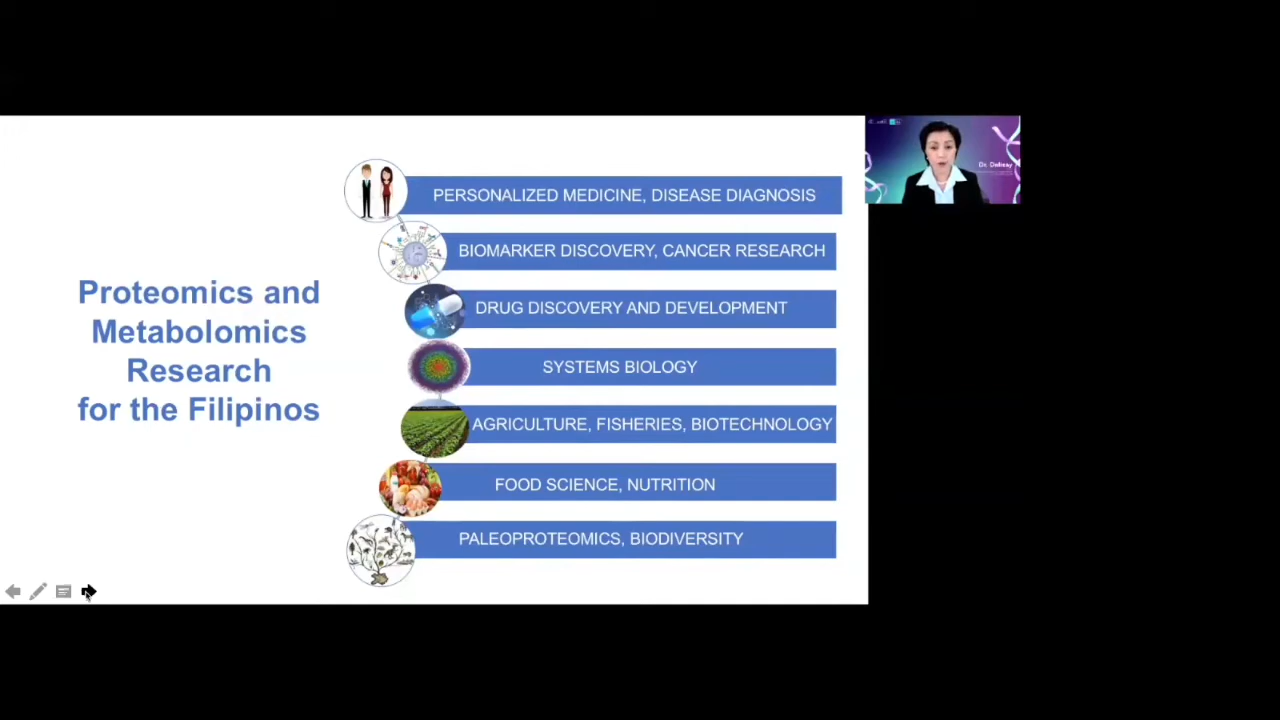 Proteomics and
Metabolomics
Research
for the Filipinos
PERSONALIZED MEDICINE, DISEASE DIAGNOSIS
BIOMARKER DISCOVERY, CANCER RESEARCH
DRUG DISCOVERY AND DEVELOPMENT
SYSTEMS BIOLOGY
AGRICULTURE, FISHERIES, BIOTECHNOLOGY
FOOD SCIENCE, NUTRITION
PALEOPROTEOMICS, BIODIVERSITY
Dr.